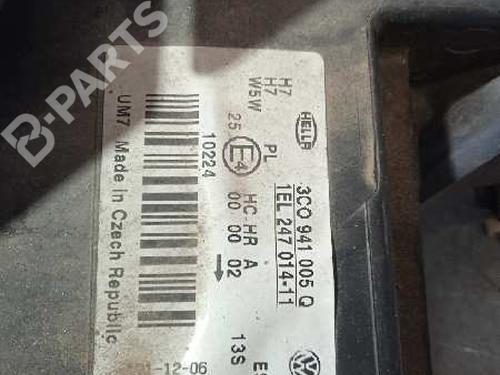 B-PARTS
HELLA
3C0 941 005 Q
1EL 247 014-11
H7
H7
W5W
PL
25 E4
HC-HR A
00 00 02
10224
13S
UM7 Made in Czech Republic
01-12-06